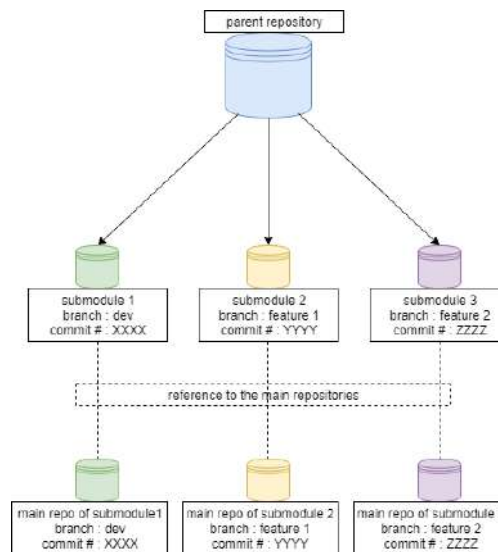 parent repository
submodule 1
branch : dev
commit # : XXXX
submodule 2
branch : feature 1
commit # : YYYY
submodule 3
branch : feature 2
commit # : ZZZZ
reference to the main repositories
main repo of submodule1
branch : dev
commit # : XXXX
main repo of submodule 2
branch : feature 1
commit # : YYYY
main repo of submodule
branch : feature 2
commit # : ZZZZ